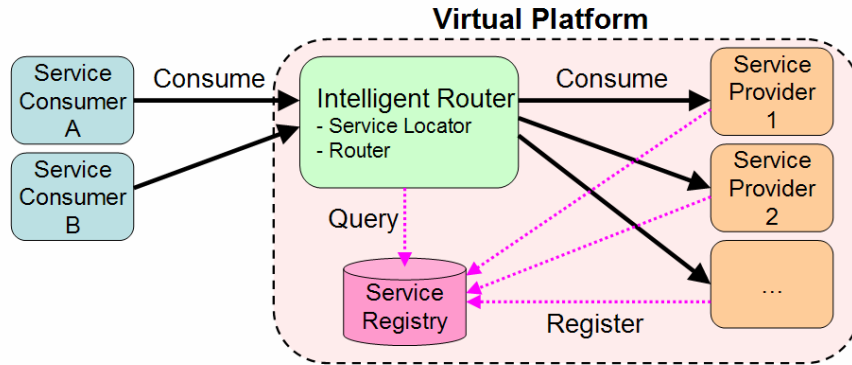 Virtual Platform
Service
Consumer
A
Consume
Service
Consumer
B
Intelligent Router
- Service Locator
- Router
Consume
Service
Provider
1
Service
Provider
2
...
Query
Service
Registry
Register